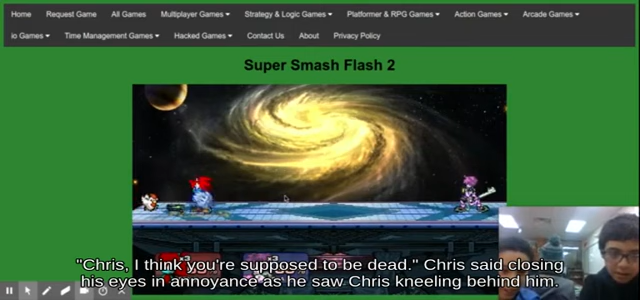 Home Request Game All Games Multiplayer Games Strategy & Logic Games Platformer & RPG Games Action Games Arcade Games
io Games Time Management Games Hacked Games Contact Us About Privacy Policy
Super Smash Flash 2
"Chris, I think you're supposed to be dead." Chris said closing
his eyes in annoyance as he saw Chris kneeling behind him.